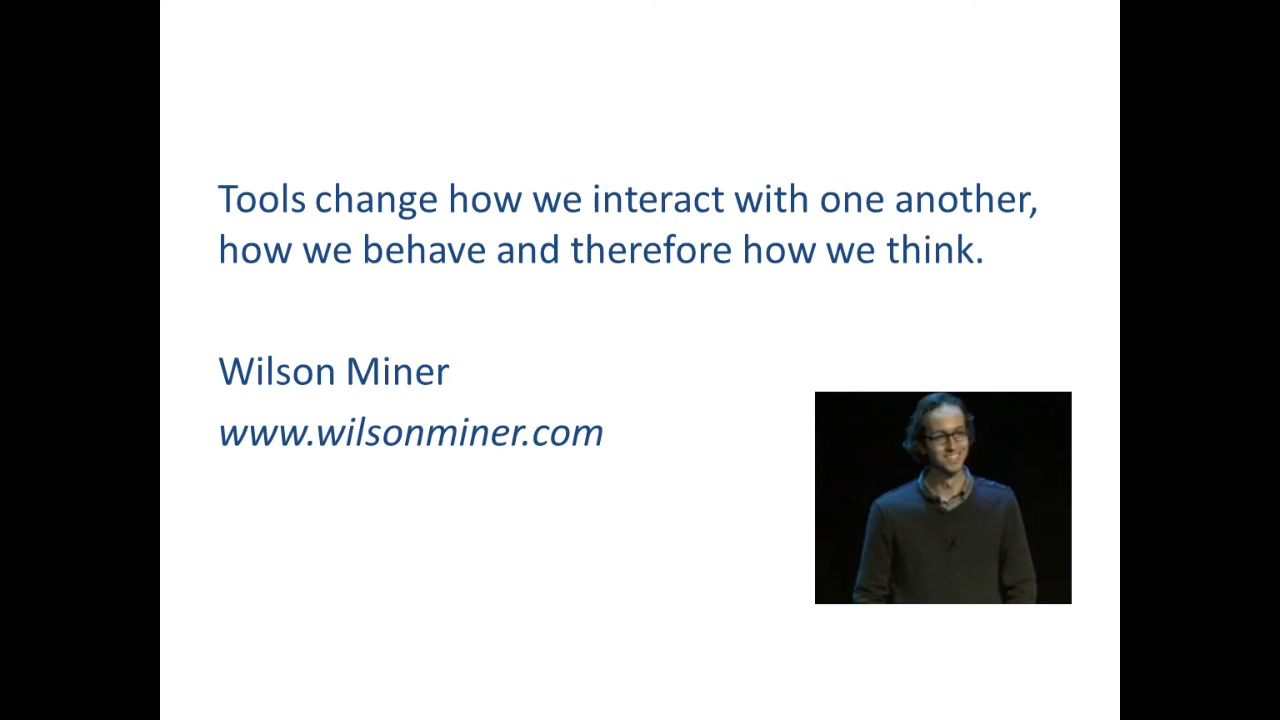 Tools change how we interact with one another,
how we behave and therefore how we think.
Wilson Miner
www.wilsonminer.com